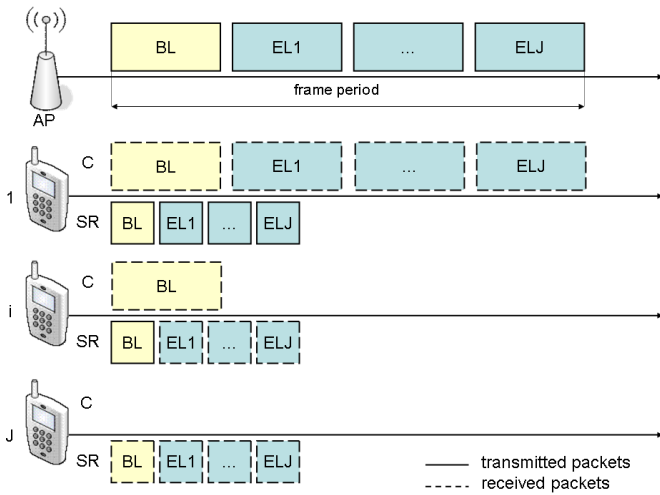 BL EL1 ... ELJ
frame period
AP
C BL EL1 ... ELJ
1
SR BL EL1 ... ELJ
C BL
i
SR BL EL1 ... ELJ
C
J
SR BL EL1 ... ELJ
transmitted packets
received packets